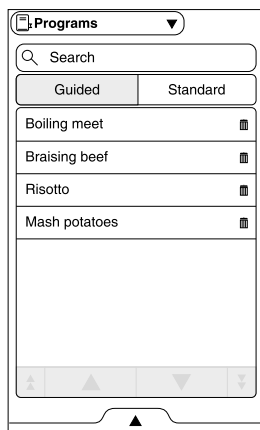 Programs
Search
Guided Standard
Boiling meet
Braising beef
Risotto
Mash potatoes